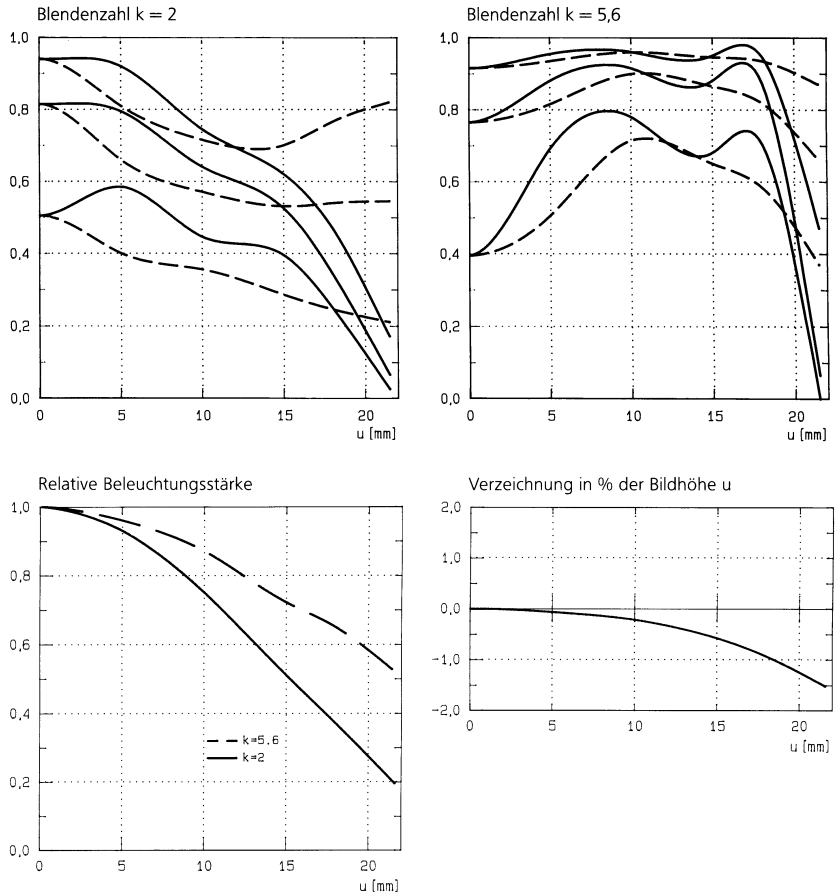 Blendenzahl k = 2
1,0
0,8
0,6
0,4
0,2
0,0
0 5 10 15 20
u [mm]
Blendenzahl k = 5,6
1,0
0,8
0,6
0,4
0,2
0,0
0 5 10 15 20
u [mm]
Relative Beleuchtungsstärke
1,0
0,8
0,6
0,4
0,2
0,0
k=5,6
k=2
0 5 10 15 20
u [mm]
Verzeichnung in % der Bildhöhe u
2,0
1,0
0,0
-1,0
-2,0
0 5 10 15 20
u [mm]